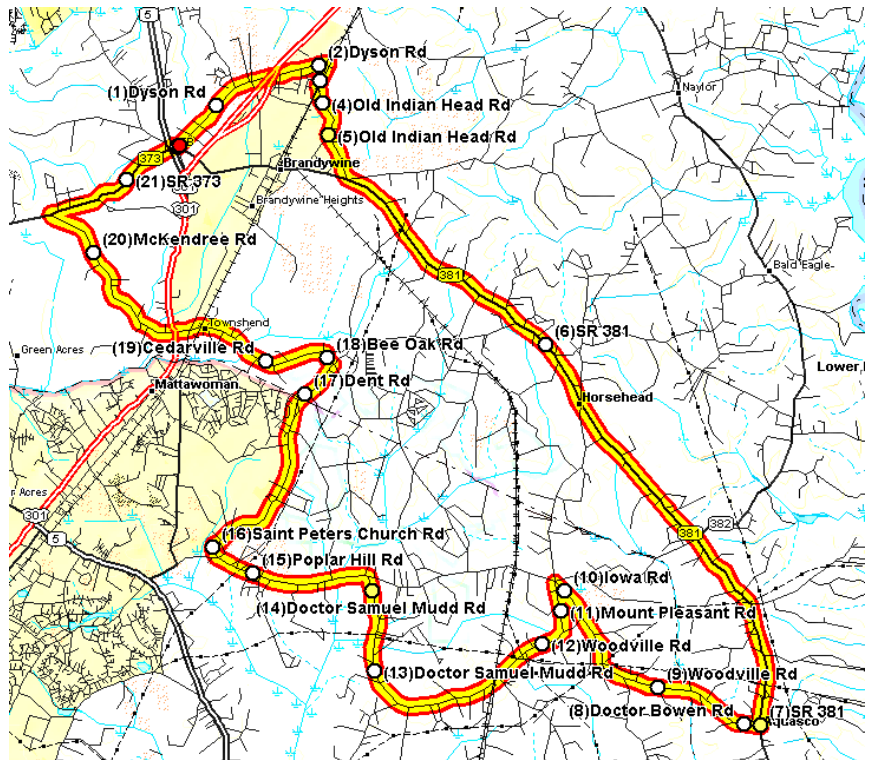 5
(2)Dyson Rd
Naylor
(1)Dyson Rd
(4)Old Indian Head Rd
(5)Old Indian Head Rd
373
Brandywine
(21)SR 373
301
Brandywine Heights
(20)McKendree Rd
381
Bald Eagle
Townshend
(6)SR 381
(18)Bee Oak Rd
(19)Cedarville Rd
Green Acres
Lower
(17)Dent Rd
Mattawoman
Horsehead
r Acres
301
382
5
381
(16)Saint Peters Church Rd
(15)Poplar Hill Rd
(10)Iowa Rd
(14)Doctor Samuel Mudd Rd
(11)Mount Pleasant Rd
(12)Woodville Rd
(13)Doctor Samuel Mudd Rd
(9)Woodville Rd
(8)Doctor Bowen Rd
(7)SR 381
Aquasco